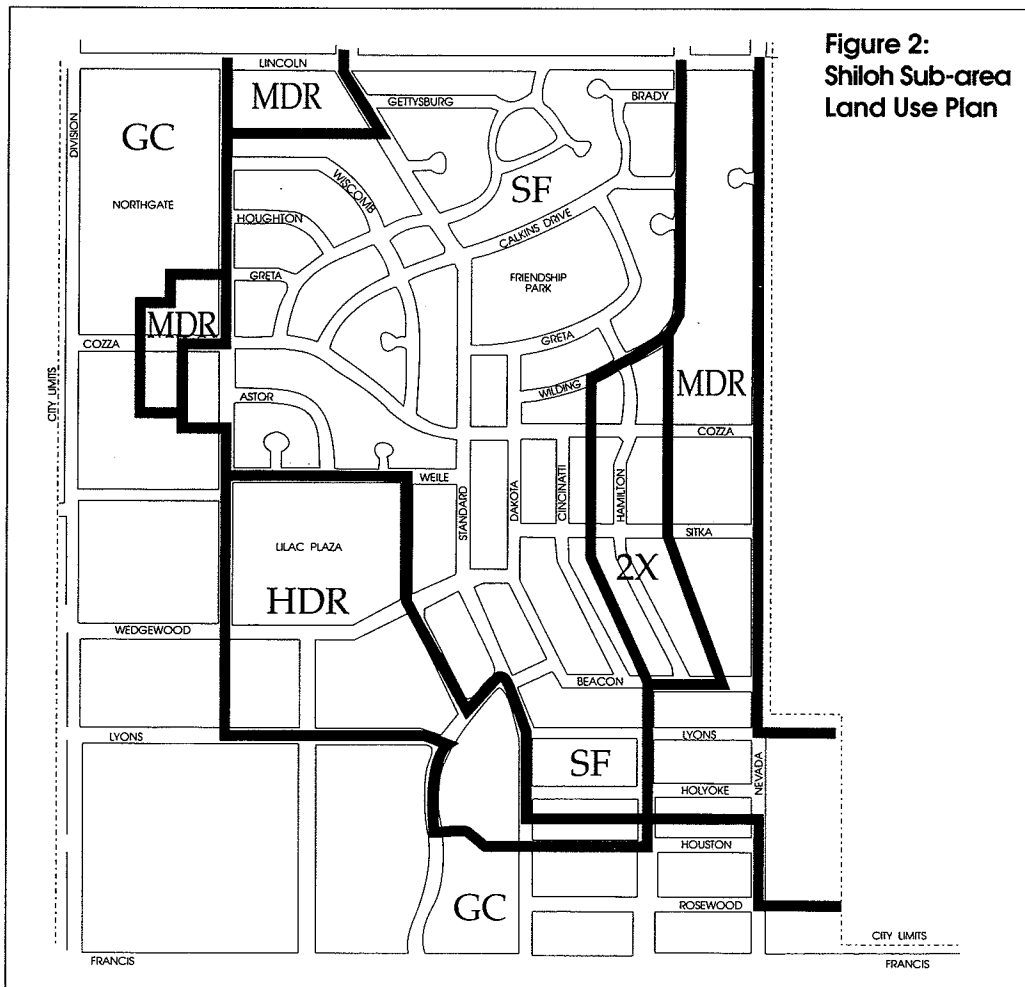 Figure 2:
Shiloh Sub-area
Land Use Plan
LINCOLN
MDR
GETTYSBURG
BRADY
DIVISION
GC
NORTHGATE
WISCOMB
SF
HOUGHTON
CALKINS DRIVE
GRETA
FRIENDSHIP
PARK
MDR
COZZA
GRETA
CITY LIMITS
WILDING
MDR
ASTOR
COZZA
WEILE
STANDARD
DAKOTA
CINCINATTI
HAMILTON
SITKA
LILAC PLAZA
2X
HDR
WEDGEWOOD
BEACON
LYONS
LYONS
SF
NEVADA
HOLYOKE
HOUSTON
GC
ROSEWOOD
CITY LIMITS
FRANCIS
FRANCIS